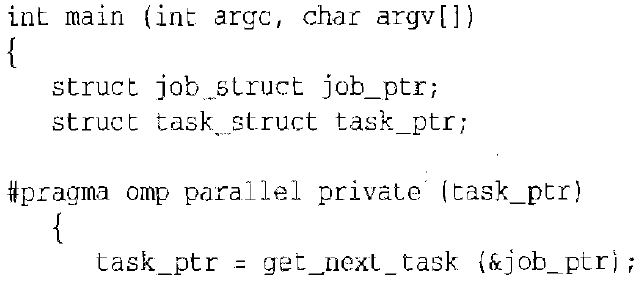 int main (int argc, char argv[])
{
struct job_struct job_ptr;
struct task_struct task_ptr;
#pragma omp parallel private (task_ptr)
{
task_ptr = get_next_task (&job_ptr);